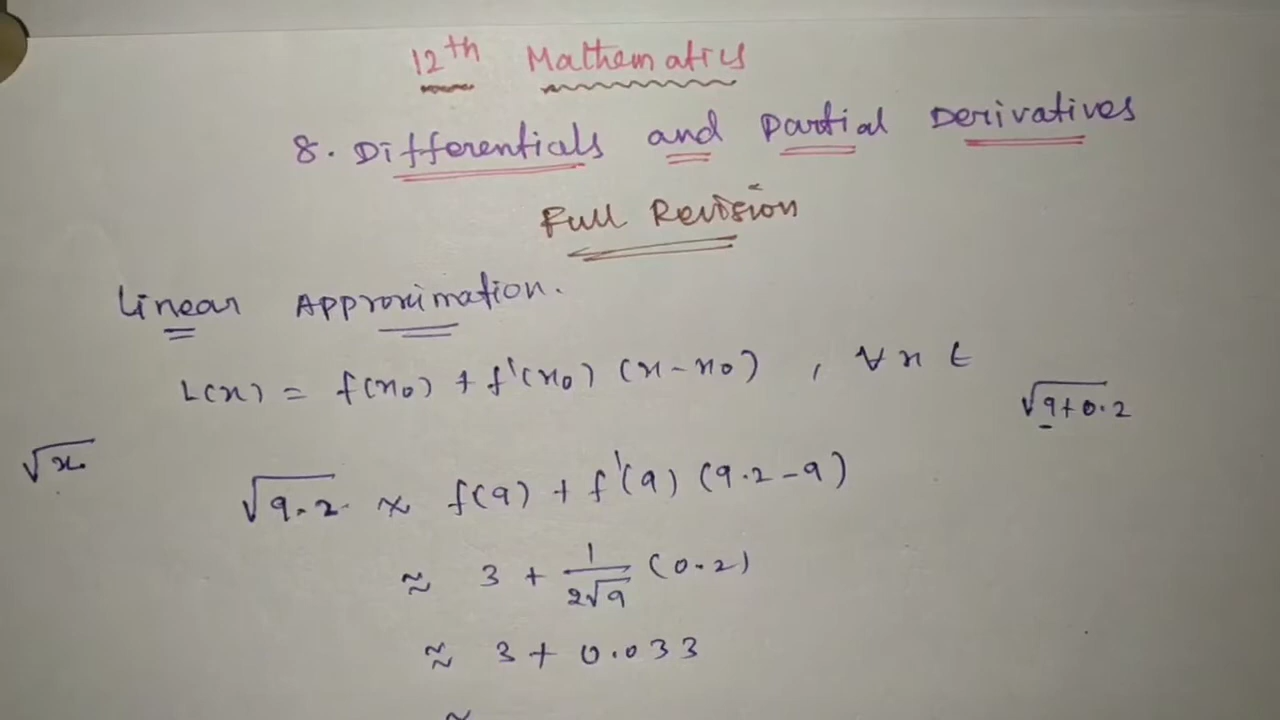 12th Mathematics
8. Differentials and Partial Derivatives
Full Revision
Linear Approximation.
L(x) = f(x₀) + f'(x₀) (x-x₀) , ∀ x ∈
√9+0.2
√x
√9.2 ≈ f(9) + f'(9) (9.2-9)
≈ 3 + 1/2√9 (0.2)
≈ 3 + 0.033
≈